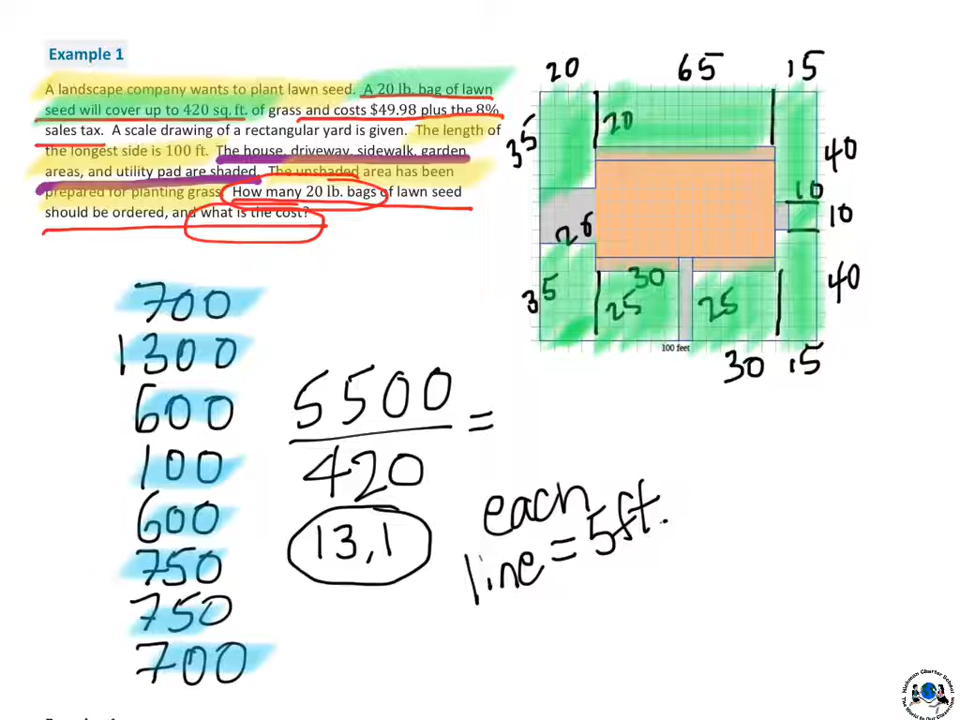 Example 1
A landscape company wants to plant lawn seed. A 20 lb. bag of lawn
seed will cover up to 420 sq. ft. of grass and costs $49.98 plus the 8%
sales tax. A scale drawing of a rectangular yard is given. The length of
the longest side is 100 ft. The house, driveway, sidewalk, garden
areas, and utility pad are shaded. The unshaded area has been
prepared for planting grass. How many 20 lb. bags of lawn seed
should be ordered, and what is the cost?
20 65 15
35 20 40
10
26 10
35 25 30 25 40
100 feet
30 15
700
1300
600
100
600
750
750
700
5500 =
420
13,1
each
line = 5ft.